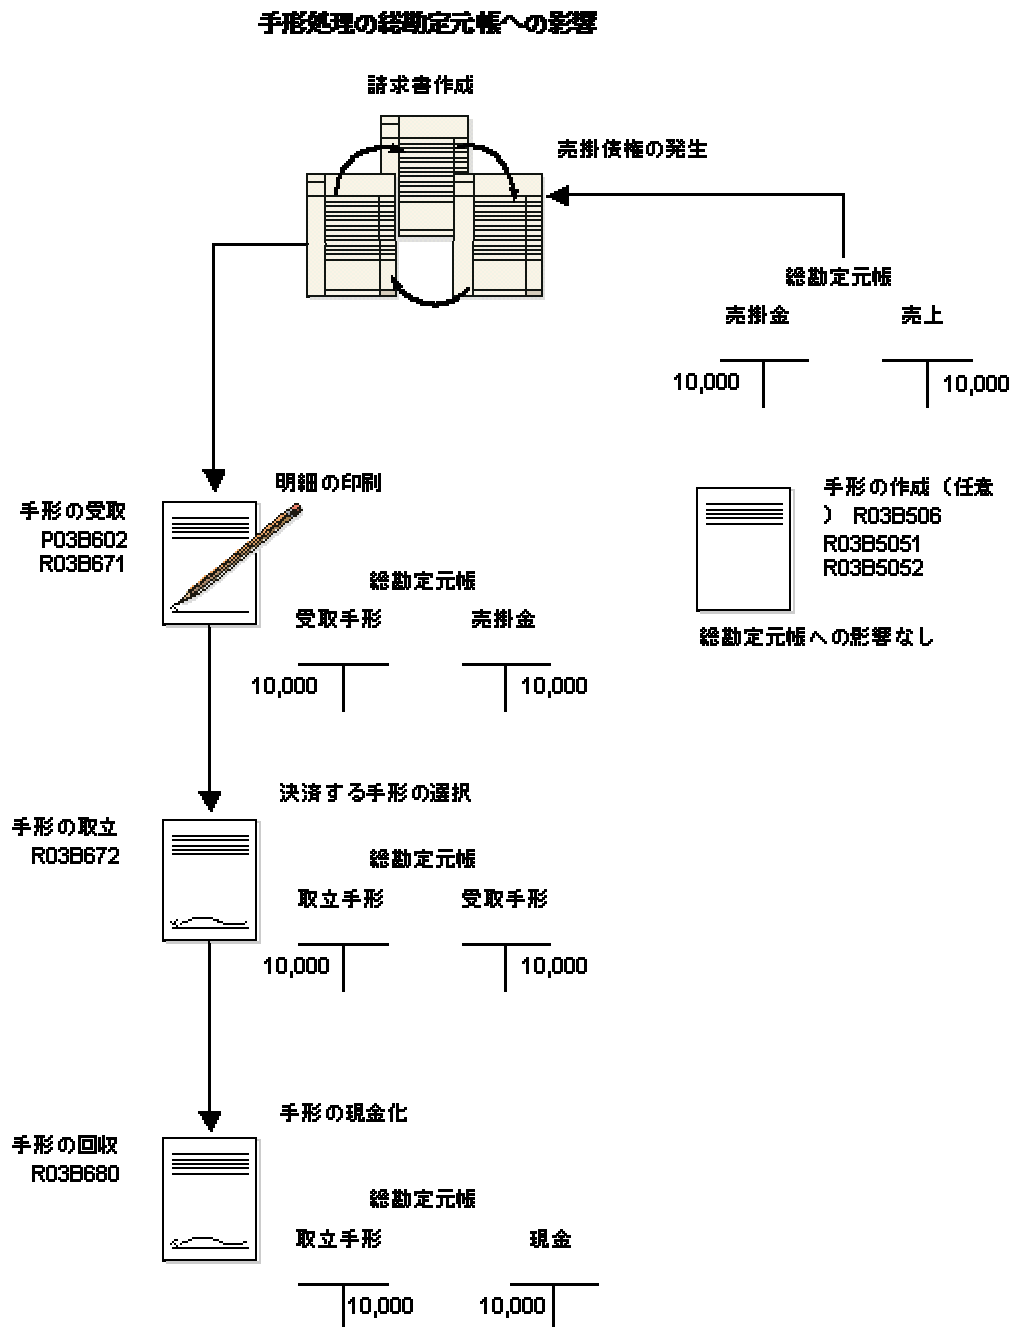 手形処理の総勘定元帳への影響
請求書作成
売掛債権の発生
総勘定元帳
売掛金
売上
10,000
10,000
明細の印刷
手形の受取
P03B602
R03B671
手形の作成（任意
） R03B506
R03B5051
R03B5052
総勘定元帳への影響なし
総勘定元帳
受取手形
売掛金
10,000
10,000
決済する手形の選択
手形の取立
R03B672
総勘定元帳
取立手形
受取手形
10,000
10,000
手形の現金化
手形の回収
R03B680
総勘定元帳
取立手形
現金
10,000
10,000